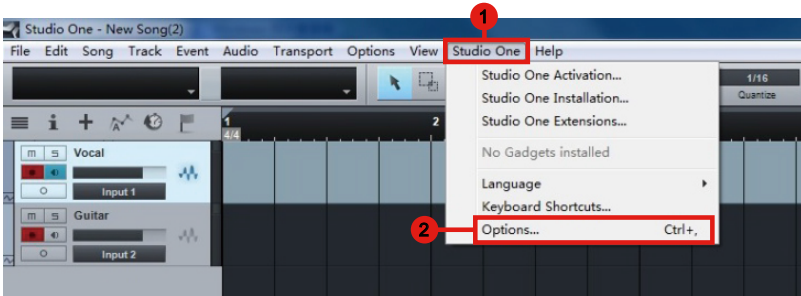 1
Studio One - New Song(2)
File Edit Song Track Event Audio Transport Options View Studio One Help
Studio One Activation...
Studio One Installation...
Studio One Extensions...
No Gadgets installed
Language
Keyboard Shortcuts...
2
Options... Ctrl+,
1/16
Quantize
i
1
2
4/4
m s Vocal
Input 1
m s Guitar
Input 2